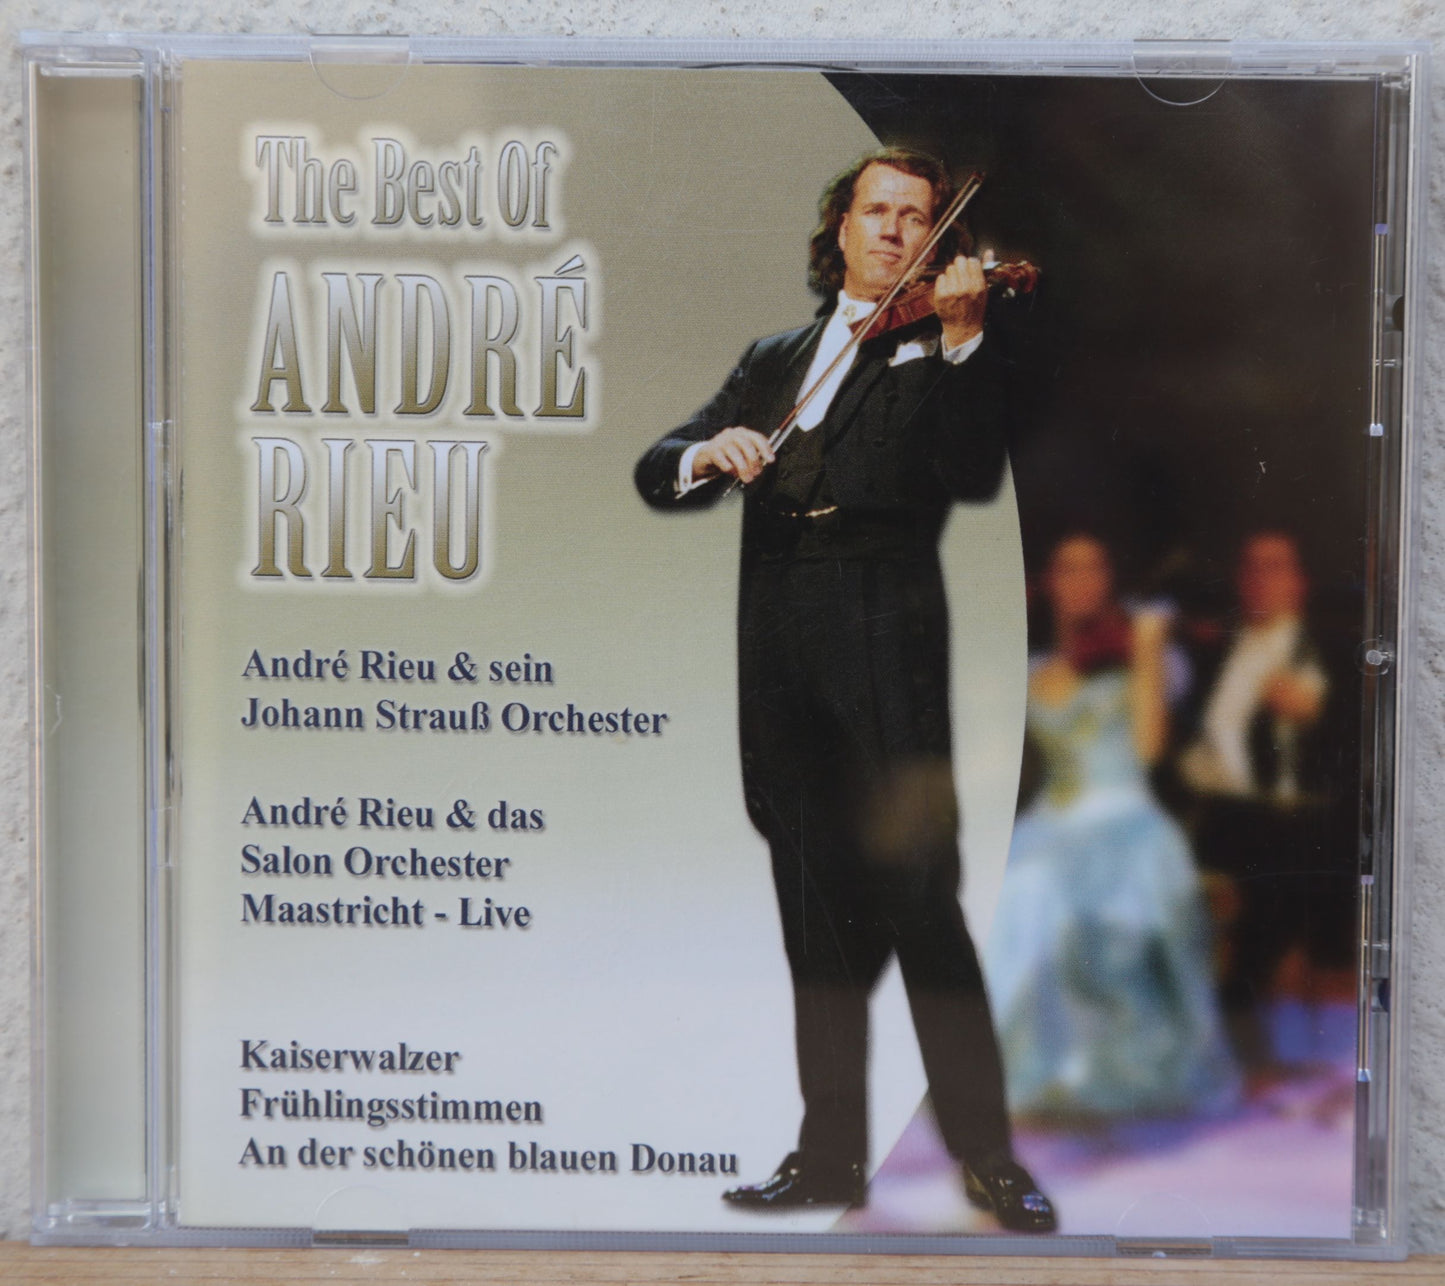 The Best Of
ANDRÉ
RIEU
André Rieu & sein
Johann Strauß Orchester
André Rieu & das
Salon Orchester
Maastricht - Live
Kaiserwalzer
Frühlingsstimmen
An der schönen blauen Donau